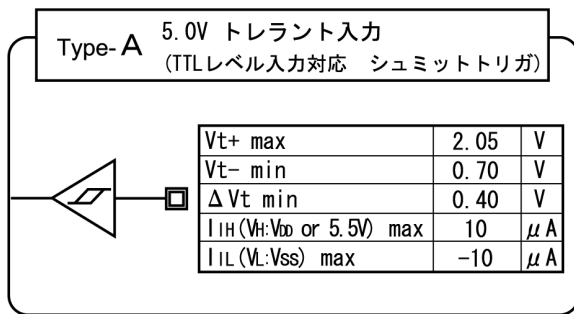 Type-A 5.0V トレラント入力
(TTLレベル入力対応 シュミットトリガ)
Vt+ max 2.05 V
Vt- min 0.70 V
ΔVt min 0.40 V
IIH(VH:VDD or 5.5V) max 10 μA
IIL(VL:VSS) max -10 μA